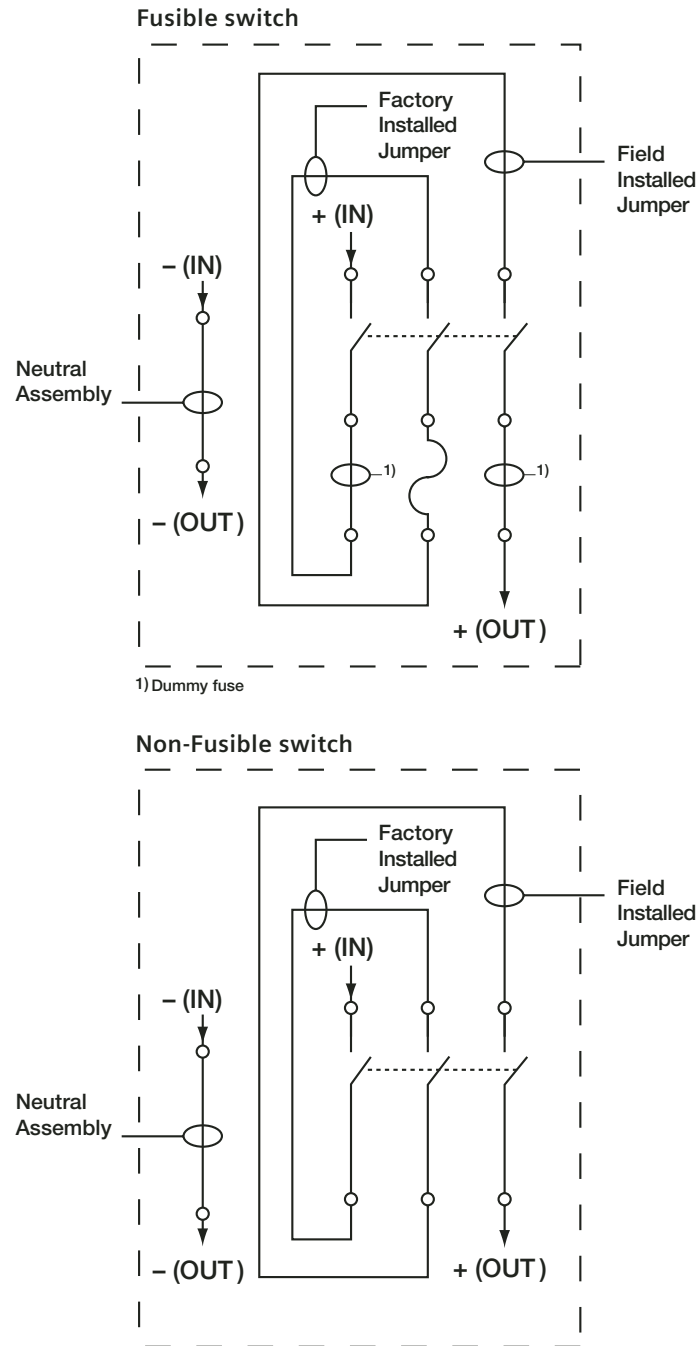 Fusible switch
Factory
Installed
Jumper
Field
Installed
Jumper
+ (IN)
– (IN)
Neutral
Assembly
1)
1)
– (OUT)
+ (OUT)
1) Dummy fuse
Non-Fusible switch
Factory
Installed
Jumper
Field
Installed
Jumper
+ (IN)
– (IN)
Neutral
Assembly
– (OUT)
+ (OUT)